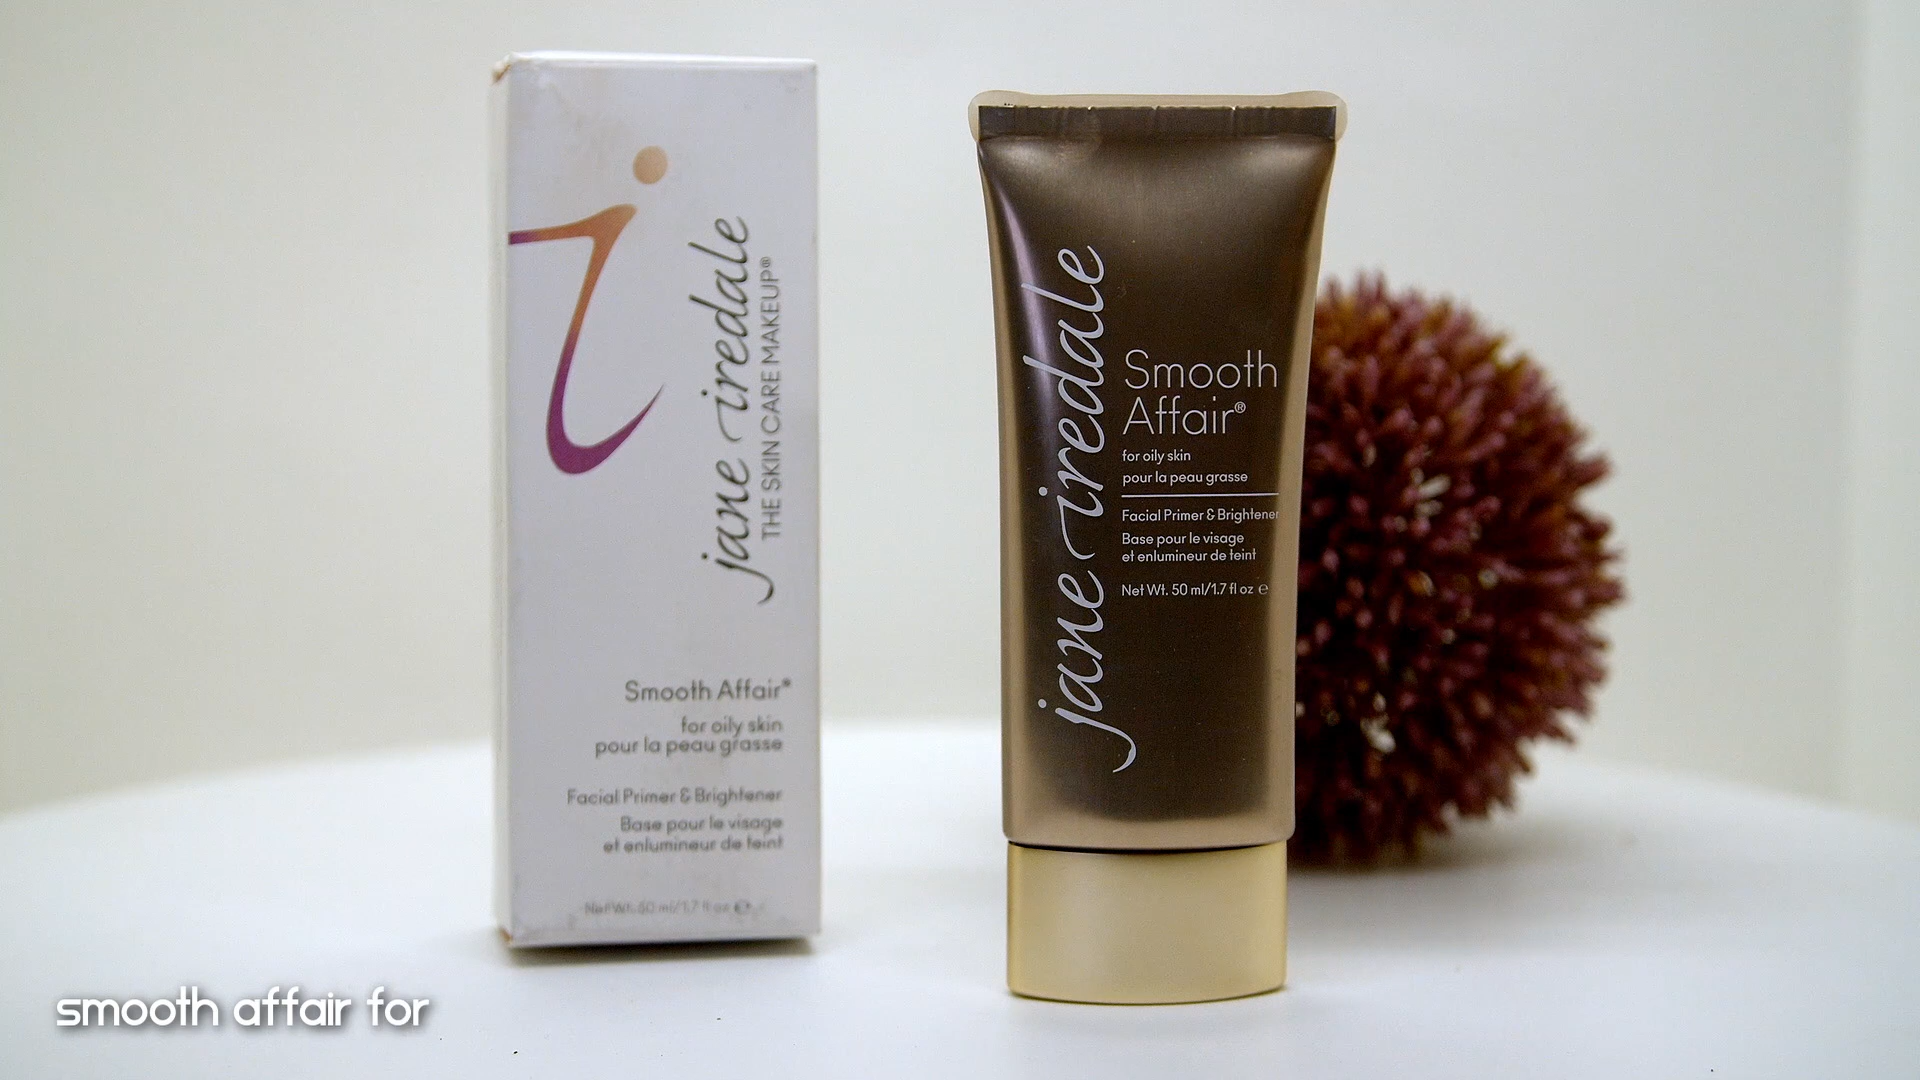 jane iredale
THE SKIN CARE MAKEUP®
Smooth Affair®
for oily skin
pour la peau grasse
Facial Primer & Brightener
Base pour le visage
et enlumineur de teint
Net Wt. 50 ml/1.7 fl oz e
jane iredale
Smooth
Affair®
for oily skin
pour la peau grasse
Facial Primer & Brightener
Base pour le visage
et enlumineur de teint
Net Wt. 50 ml/1.7 fl oz e
smooth affair for